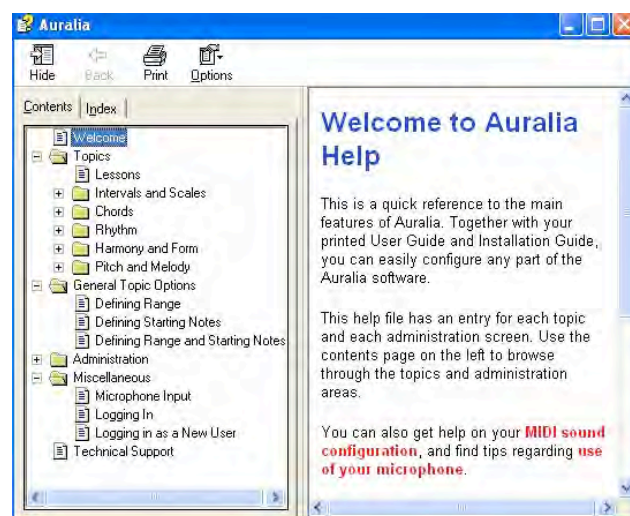 Auralia
Hide
Back
Print
Options
Contents
Index
Welcome
Topics
Lessons
Intervals and Scales
Chords
Rhythm
Harmony and Form
Pitch and Melody
General Topic Options
Defining Range
Defining Starting Notes
Defining Range and Starting Notes
Administration
Miscellaneous
Microphone Input
Logging In
Logging in as a New User
Technical Support
Welcome to Auralia
Help
This is a quick reference to the main
features of Auralia. Together with your
printed User Guide and Installation Guide,
you can easily configure any part of the
Auralia software.
This help file has an entry for each topic
and each administration screen. Use the
contents page on the left to browse
through the topics and administration
areas.
You can also get help on your MIDI sound
configuration, and find tips regarding use
of your microphone.